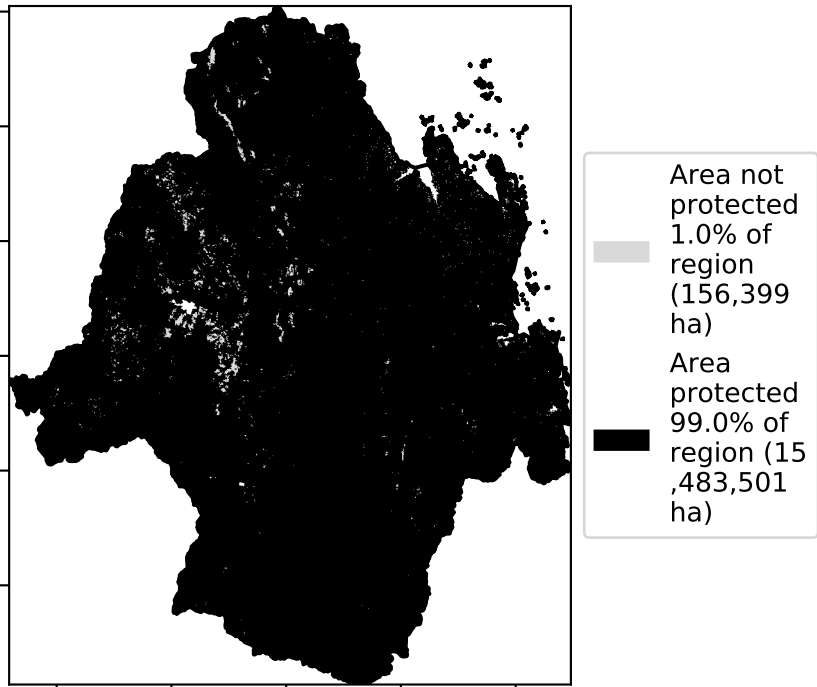 Area not
protected
1.0% of
region
(156,399
ha)
Area
protected
99.0% of
region (15
,483,501
ha)